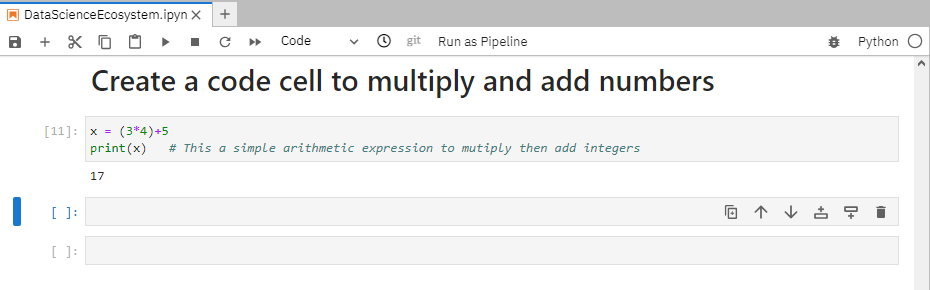 DataScienceEcosystem.ipyn
Code git Run as Pipeline Python
Create a code cell to multiply and add numbers
[11]: x = (3*4)+5
print(x) # This a simple arithmetic expression to mutiply then add integers
17
[ ]:
[ ]: